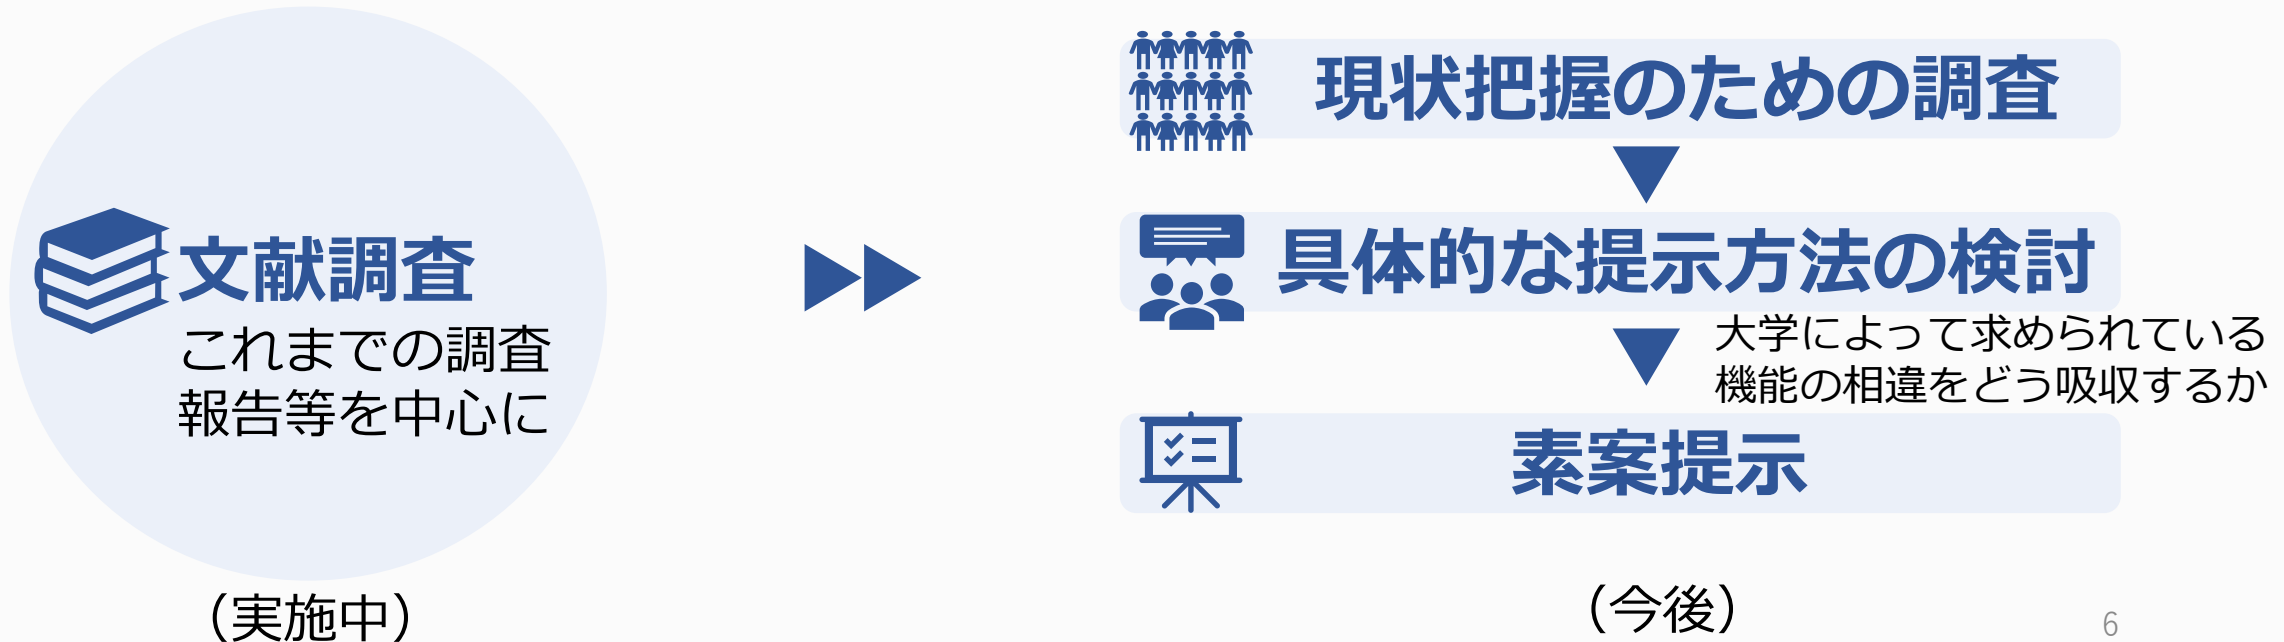 文献調査
これまでの調査
報告等を中心に
（実施中）
現状把握のための調査
具体的な提示方法の検討
大学によって求められている
機能の相違をどう吸収するか
素案提示
（今後）
6